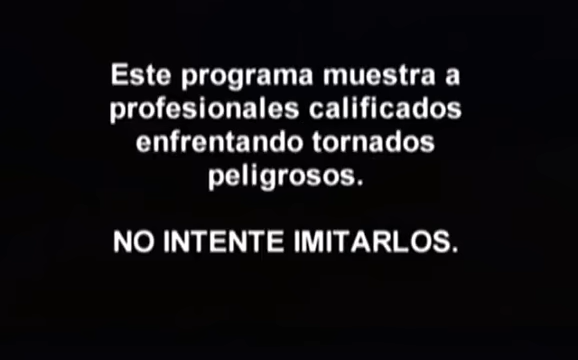 Este programa muestra a
profesionales calificados
enfrentando tornados
peligrosos.
NO INTENTE IMITARLOS.